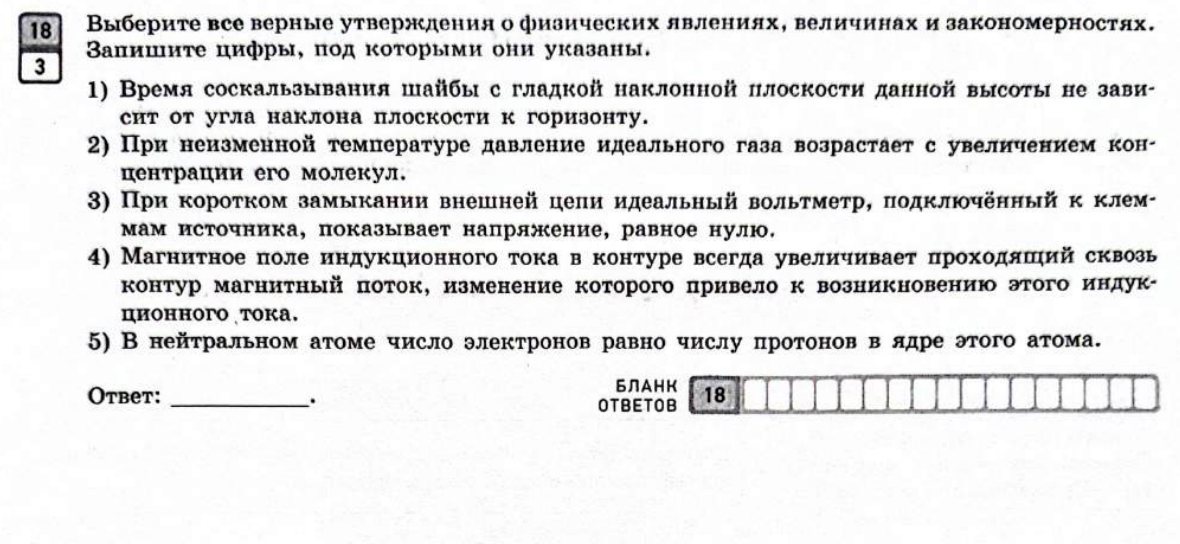 18
3
Выберите все верные утверждения о физических явлениях, величинах и закономерностях.
Запишите цифры, под которыми они указаны.
1) Время соскальзывания шайбы с гладкой наклонной плоскости данной высоты не зави-
сит от угла наклона плоскости к горизонту.
2) При неизменной температуре давление идеального газа возрастает с увеличением кон-
центрации его молекул.
3) При коротком замыкании внешней цепи идеальный вольтметр, подключённый к клем-
мам источника, показывает напряжение, равное нулю.
4) Магнитное поле индукционного тока в контуре всегда увеличивает проходящий сквозь
контур магнитный поток, изменение которого привело к возникновению этого индук-
ционного тока.
5) В нейтральном атоме число электронов равно числу протонов в ядре этого атома.
Ответ: ____________.
БЛАНК
ОТВЕТОВ 18